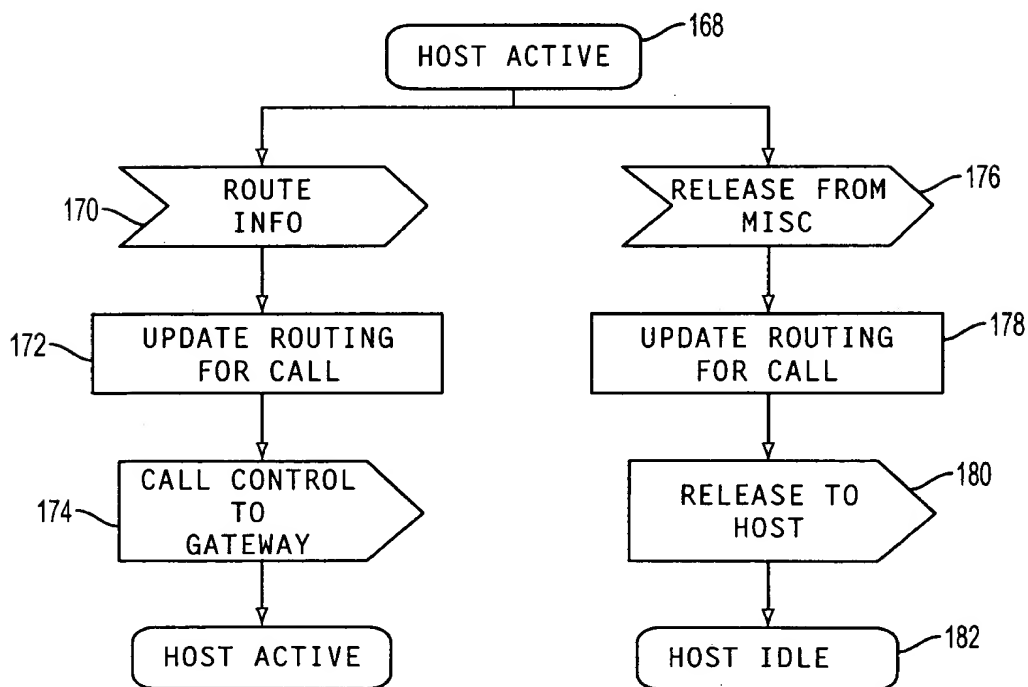 HOST ACTIVE
168
170
ROUTE
INFO
RELEASE FROM
MISC
176
172
UPDATE ROUTING
FOR CALL
UPDATE ROUTING
FOR CALL
178
174
CALL CONTROL
TO
GATEWAY
RELEASE TO
HOST
180
HOST ACTIVE
HOST IDLE
182